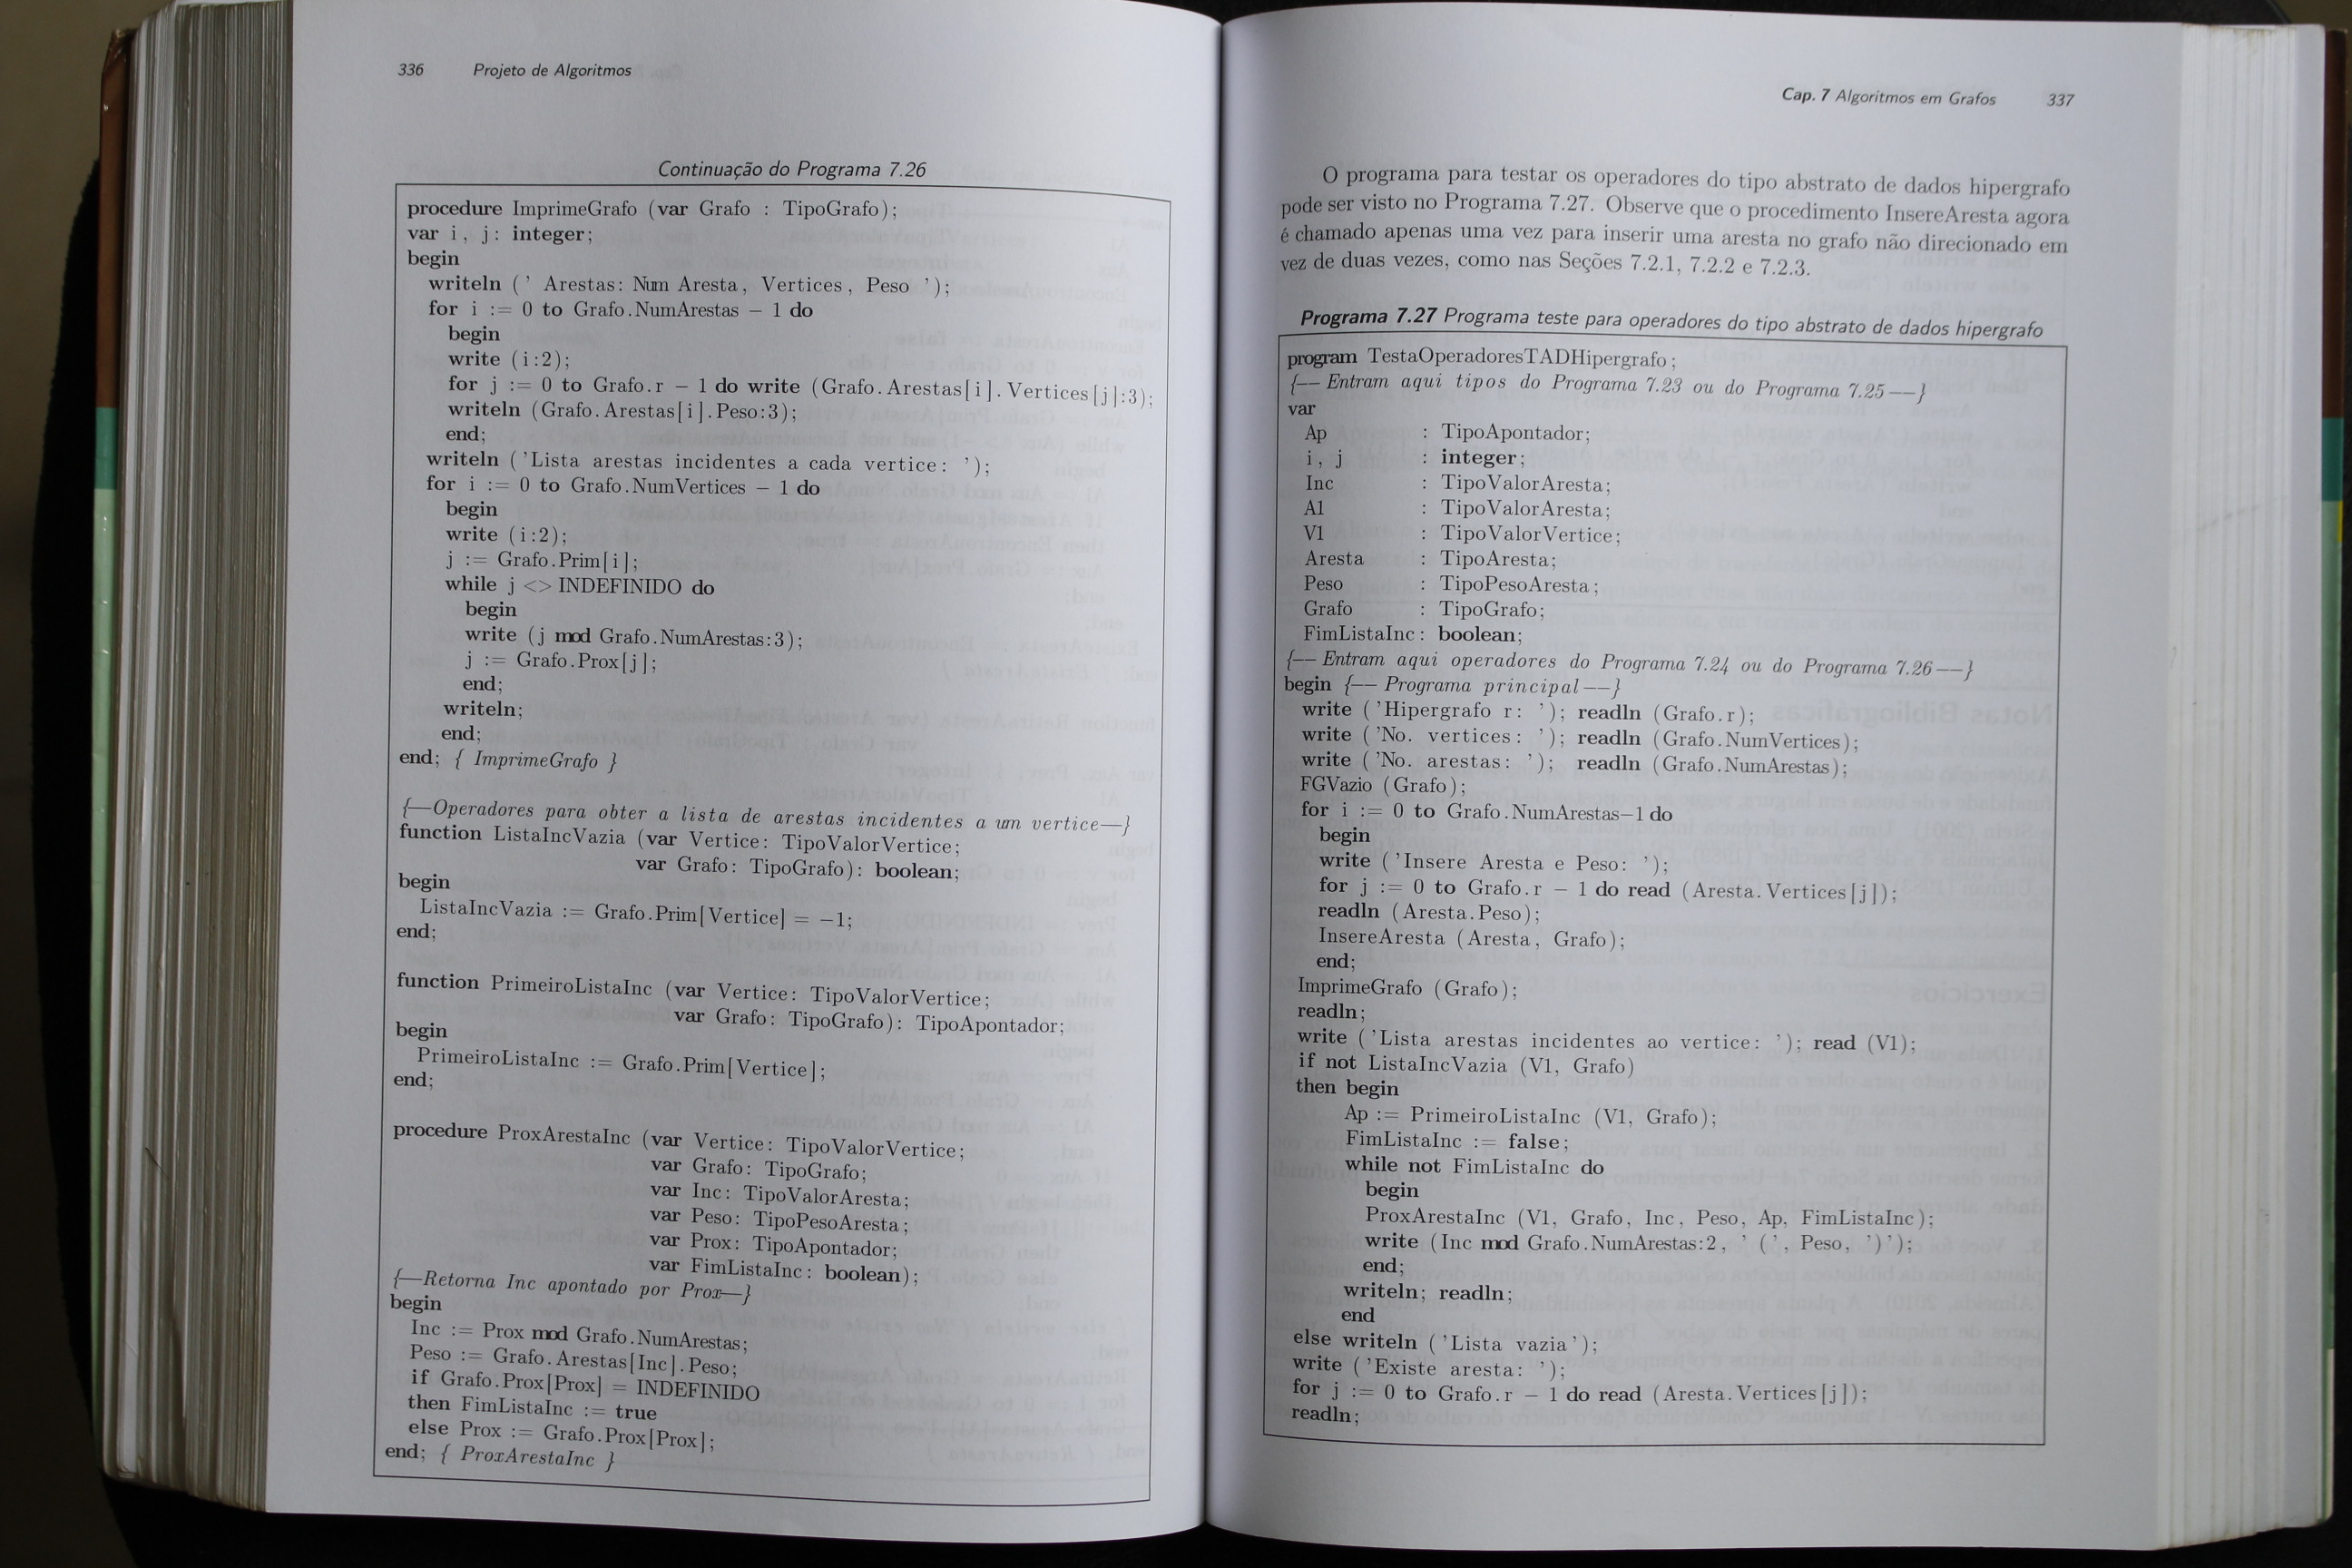 336 Projeto de Algoritmos
Continuação do Programa 7.26
procedure ImprimeGrafo (var Grafo : TipoGrafo);
var i, j: integer;
begin
writeln (' Arestas: Num Aresta, Vertices, Peso ');
for i := 0 to Grafo.NumArestas − 1 do
begin
write (i:2);
for j := 0 to Grafo.r − 1 do write (Grafo.Arestas[i].Vertices[j]:3);
writeln (Grafo.Arestas[i].Peso:3);
end;
writeln ('Lista arestas incidentes a cada vertice: ');
for i := 0 to Grafo.NumVertices − 1 do
begin
write (i:2);
j := Grafo.Prim[i];
while j <> INDEFINIDO do
begin
write (j mod Grafo.NumArestas:3);
j := Grafo.Prox[j];
end;
writeln;
end;
end; { ImprimeGrafo }
{—Operadores para obter a lista de arestas incidentes a um vertice—}
function ListaIncVazia (var Vertice: TipoValorVertice;
var Grafo: TipoGrafo): boolean;
begin
ListaIncVazia := Grafo.Prim[Vertice] = −1;
end;
function PrimeiroListaInc (var Vertice: TipoValorVertice;
var Grafo: TipoGrafo): TipoApontador;
begin
PrimeiroListaInc := Grafo.Prim[Vertice];
end;
procedure ProxArestaInc (var Vertice: TipoValorVertice;
var Grafo: TipoGrafo;
var Inc: TipoValorAresta;
var Peso: TipoPesoAresta;
var Prox: TipoApontador;
var FimListaInc: boolean);
{—Retorna Inc apontado por Prox—}
begin
Inc := Prox mod Grafo.NumArestas;
Peso := Grafo.Arestas[Inc].Peso;
if Grafo.Prox[Prox] = INDEFINIDO
then FimListaInc := true
else Prox := Grafo.Prox[Prox];
end; { ProxArestaInc }
Cap. 7 Algoritmos em Grafos 337
O programa para testar os operadores do tipo abstrato de dados hipergrafo
pode ser visto no Programa 7.27. Observe que o procedimento InsereAresta agora
é chamado apenas uma vez para inserir uma aresta no grafo não direcionado em
vez de duas vezes, como nas Seções 7.2.1, 7.2.2 e 7.2.3.
Programa 7.27 Programa teste para operadores do tipo abstrato de dados hipergrafo
program TestaOperadoresTADHipergrafo;
{— Entram aqui tipos do Programa 7.23 ou do Programa 7.25 —}
var
Ap : TipoApontador;
i, j : integer;
Inc : TipoValorAresta;
A1 : TipoValorAresta;
V1 : TipoValorVertice;
Aresta : TipoAresta;
Peso : TipoPesoAresta;
Grafo : TipoGrafo;
FimListaInc: boolean;
{— Entram aqui operadores do Programa 7.24 ou do Programa 7.26 —}
begin {— Programa principal —}
write ('Hipergrafo r: '); readln (Grafo.r);
write ('No. vertices: '); readln (Grafo.NumVertices);
write ('No. arestas: '); readln (Grafo.NumArestas);
FGVazio (Grafo);
for i := 0 to Grafo.NumArestas−1 do
begin
write ('Insere Aresta e Peso: ');
for j := 0 to Grafo.r − 1 do read (Aresta.Vertices[j]);
readln (Aresta.Peso);
InsereAresta (Aresta, Grafo);
end;
ImprimeGrafo (Grafo);
readln;
write ('Lista arestas incidentes ao vertice: '); read (V1);
if not ListaIncVazia (V1, Grafo)
then begin
Ap := PrimeiroListaInc (V1, Grafo);
FimListaInc := false;
while not FimListaInc do
begin
ProxArestaInc (V1, Grafo, Inc, Peso, Ap, FimListaInc);
write (Inc mod Grafo.NumArestas:2, ' (', Peso, ')');
end;
writeln; readln;
end
else writeln ('Lista vazia');
write ('Existe aresta: ');
for j := 0 to Grafo.r − 1 do read (Aresta.Vertices[j]);
readln;